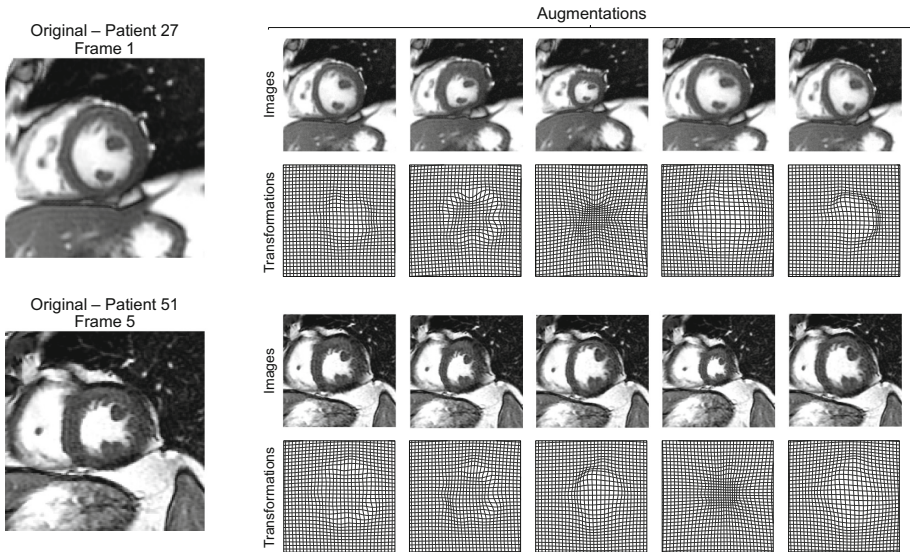 Augmentations
Original – Patient 27
Frame 1
Images
Transformations
Original – Patient 51
Frame 5
Images
Transformations